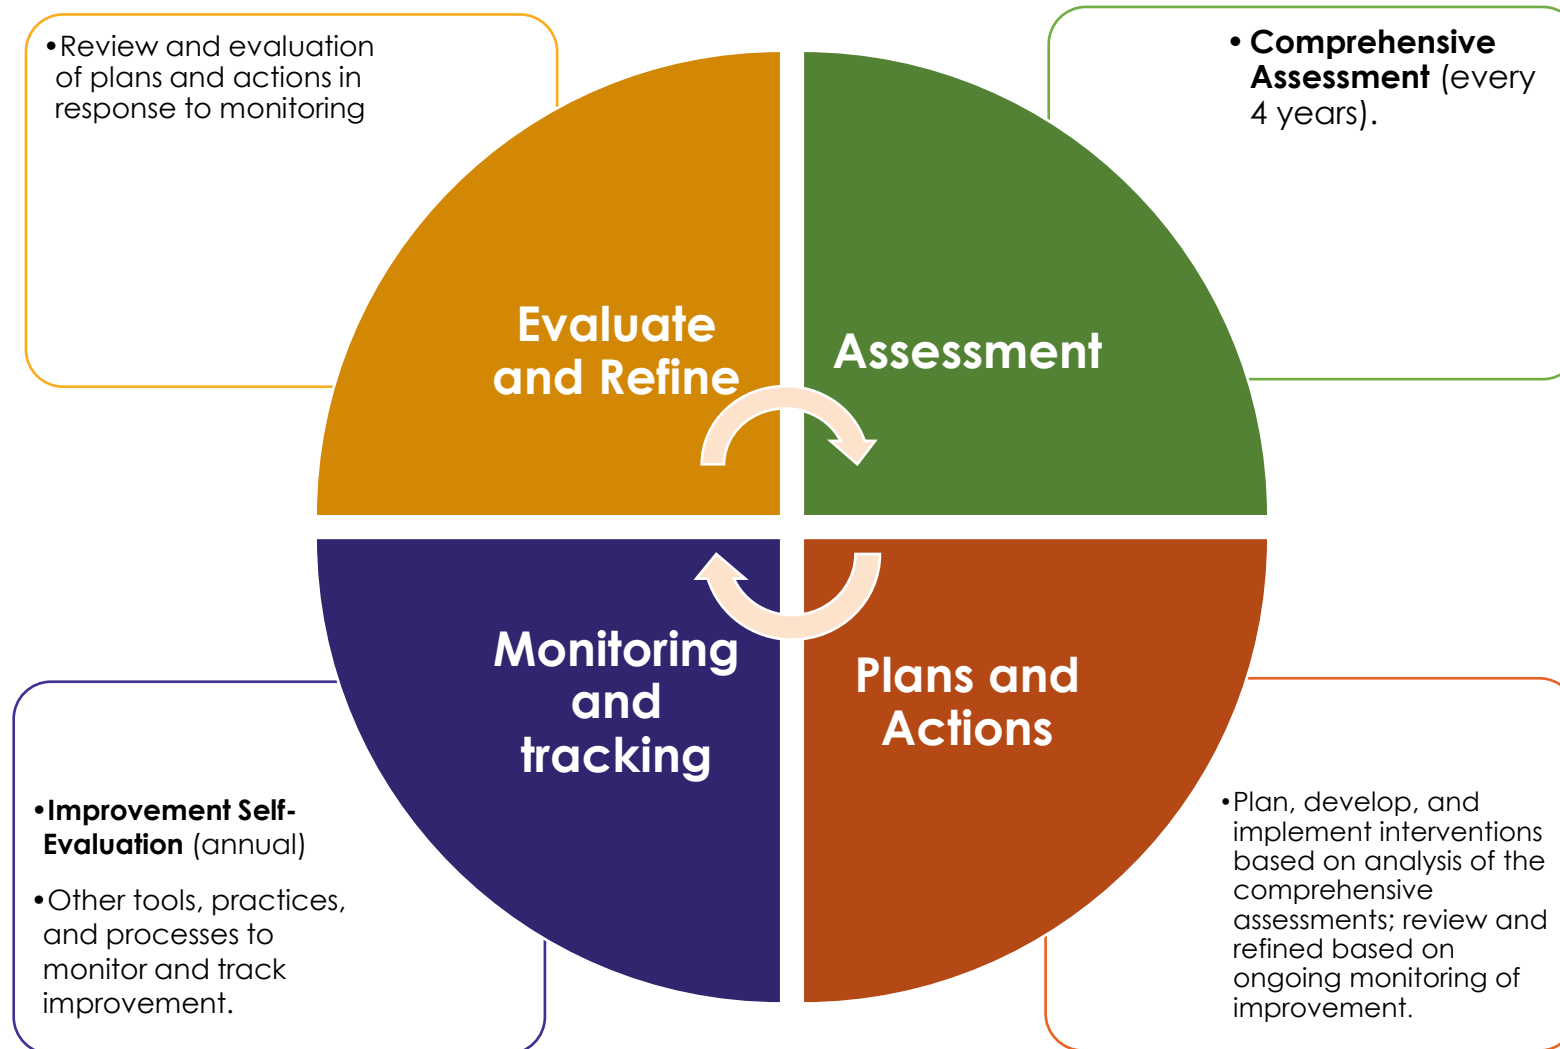 •Review and evaluation
of plans and actions in
response to monitoring
• Comprehensive
Assessment (every
4 years).
Evaluate
and Refine
Assessment
Monitoring
and
tracking
Plans and
Actions
•Improvement Self-
Evaluation (annual)
•Other tools, practices,
and processes to
monitor and track
improvement.
•Plan, develop, and
implement interventions
based on analysis of the
comprehensive
assessments; review and
refined based on
ongoing monitoring of
improvement.